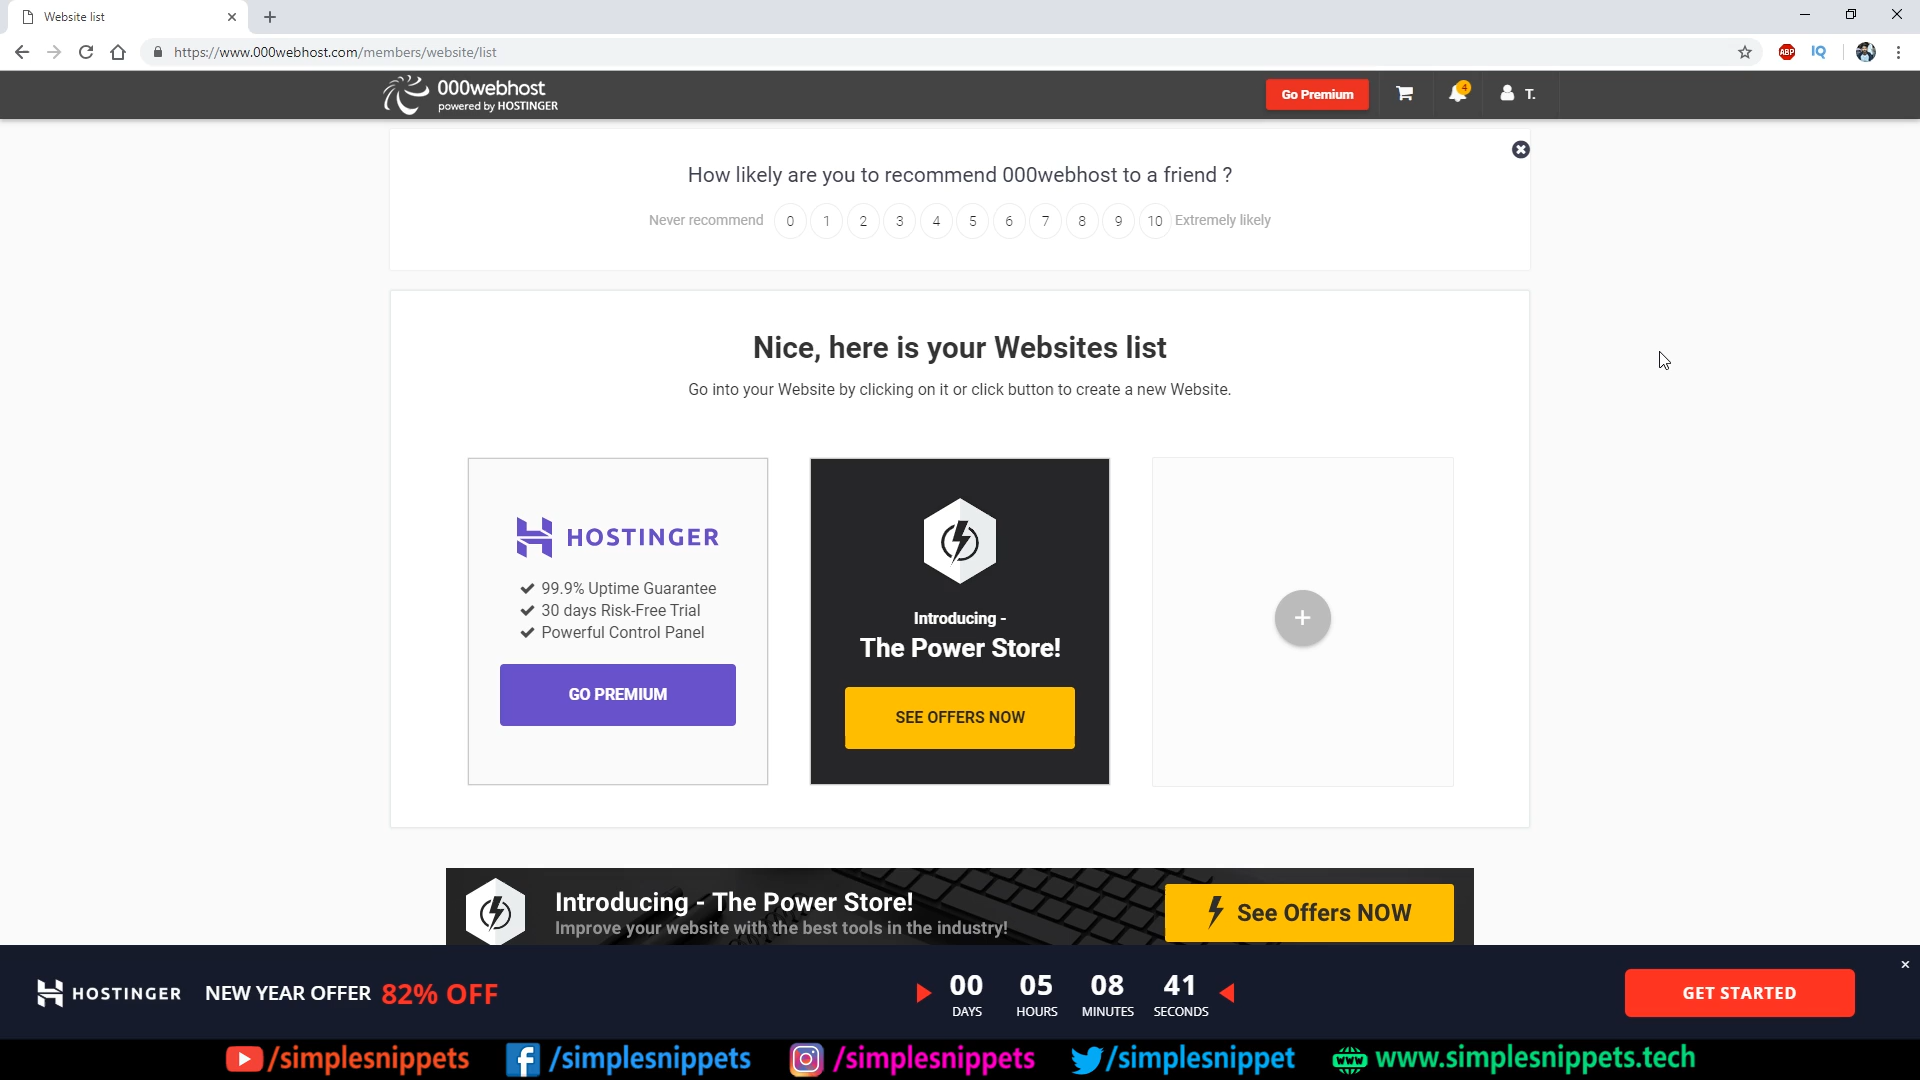 Website list
https://www.000webhost.com/members/website/list
ABP
IQ
000webhost
powered by HOSTINGER
Go Premium
4
T.
How likely are you to recommend 000webhost to a friend ?
Never recommend 0 1 2 3 4 5 6 7 8 9 10 Extremely likely
Nice, here is your Websites list
Go into your Website by clicking on it or click button to create a new Website.
HOSTINGER
99.9% Uptime Guarantee
30 days Risk-Free Trial
Powerful Control Panel
GO PREMIUM
Introducing -
The Power Store!
SEE OFFERS NOW
+
Introducing - The Power Store!
Improve your website with the best tools in the industry!
See Offers NOW
HOSTINGER
NEW YEAR OFFER 82% OFF
00 05 08 41
DAYS HOURS MINUTES SECONDS
GET STARTED
/simplesnippets /simplesnippets /simplesnippets /simplesnippet www.simplesnippets.tech